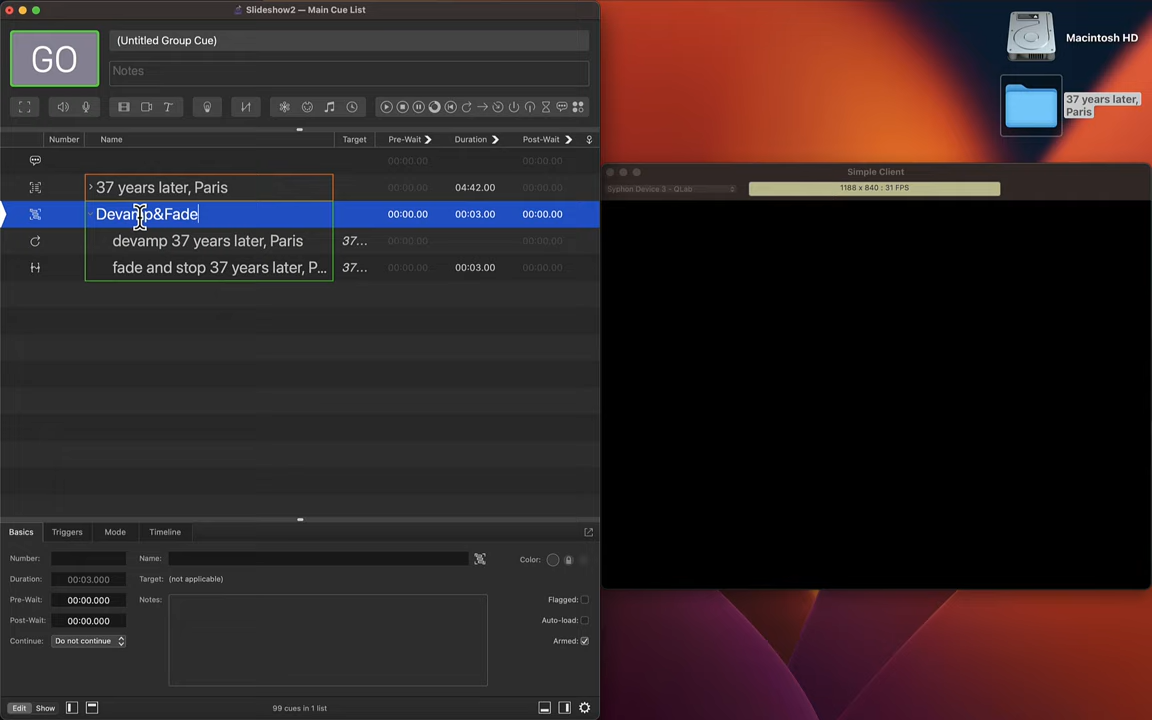 Slideshow2 — Main Cue List
GO
(Untitled Group Cue)
Notes
Number Name Target Pre-Wait Duration Post-Wait
00:00.00 00:00.00
37 years later, Paris 00:00.00 04:42.00 00:00.00
Devamp&Fade 00:00.00 00:03.00 00:00.00
devamp 37 years later, Paris 37... 00:00.00 00:00.00
fade and stop 37 years later, P... 37... 00:00.00 00:03.00 00:00.00
Basics Triggers Mode Timeline
Number: Name: Color:
Duration: 00:03.000 Target: (not applicable)
Pre-Wait: 00:00.000 Notes: Flagged:
Post-Wait: 00:00.000 Auto-load:
Continue: Do not continue Armed:
Edit Show 99 cues in 1 list
Macintosh HD
37 years later,
Paris
Simple Client
Syphon Device 3 - QLab 1188 x 840 : 31 FPS